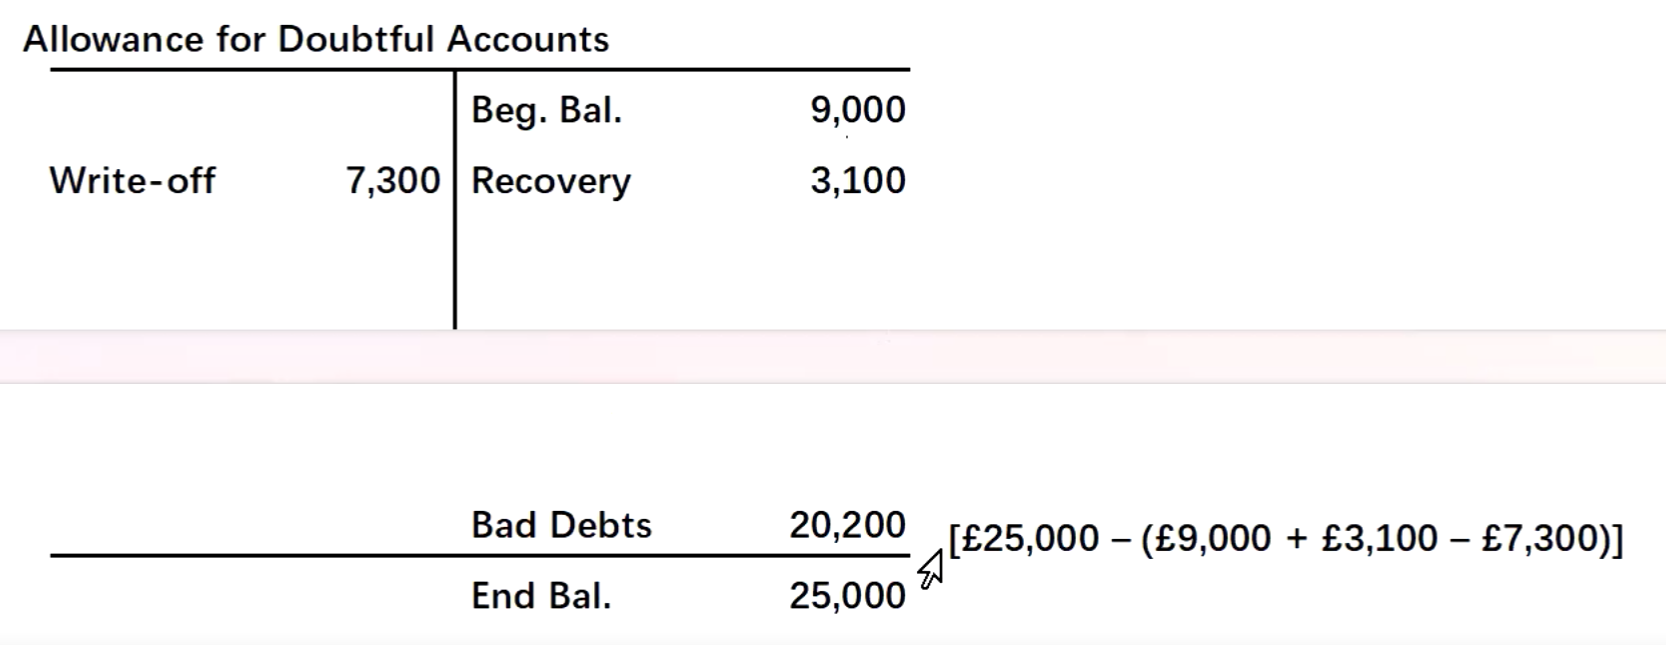 Allowance for Doubtful Accounts
Beg. Bal. 9,000
Write-off 7,300 Recovery 3,100
Bad Debts 20,200 [£25,000 – (£9,000 + £3,100 – £7,300)]
End Bal. 25,000